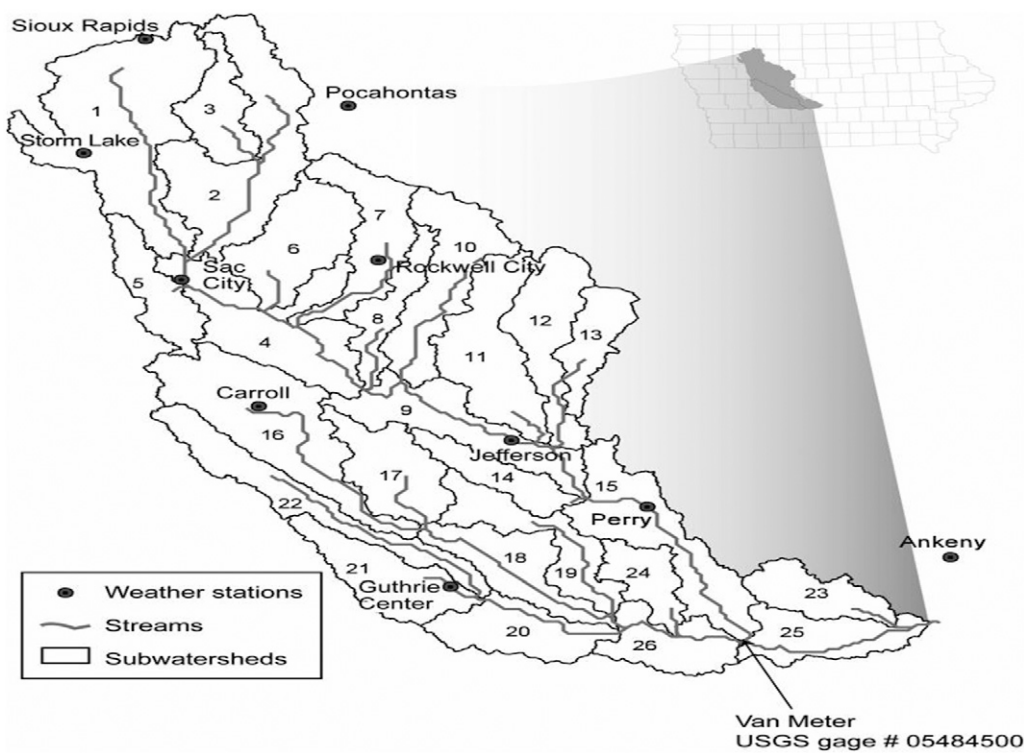 Sioux Rapids
Pocahontas
3
1
Storm Lake
2
7
6
10
Rockwell City
Sac
City
5
8
12
13
4
11
Carroll
9
16
Jefferson
17
14
15
22
Perry
Ankeny
18
21
19
24
Guthrie
Center
23
20
25
26
Weather stations
Streams
Subwatersheds
Van Meter
USGS gage # 05484500